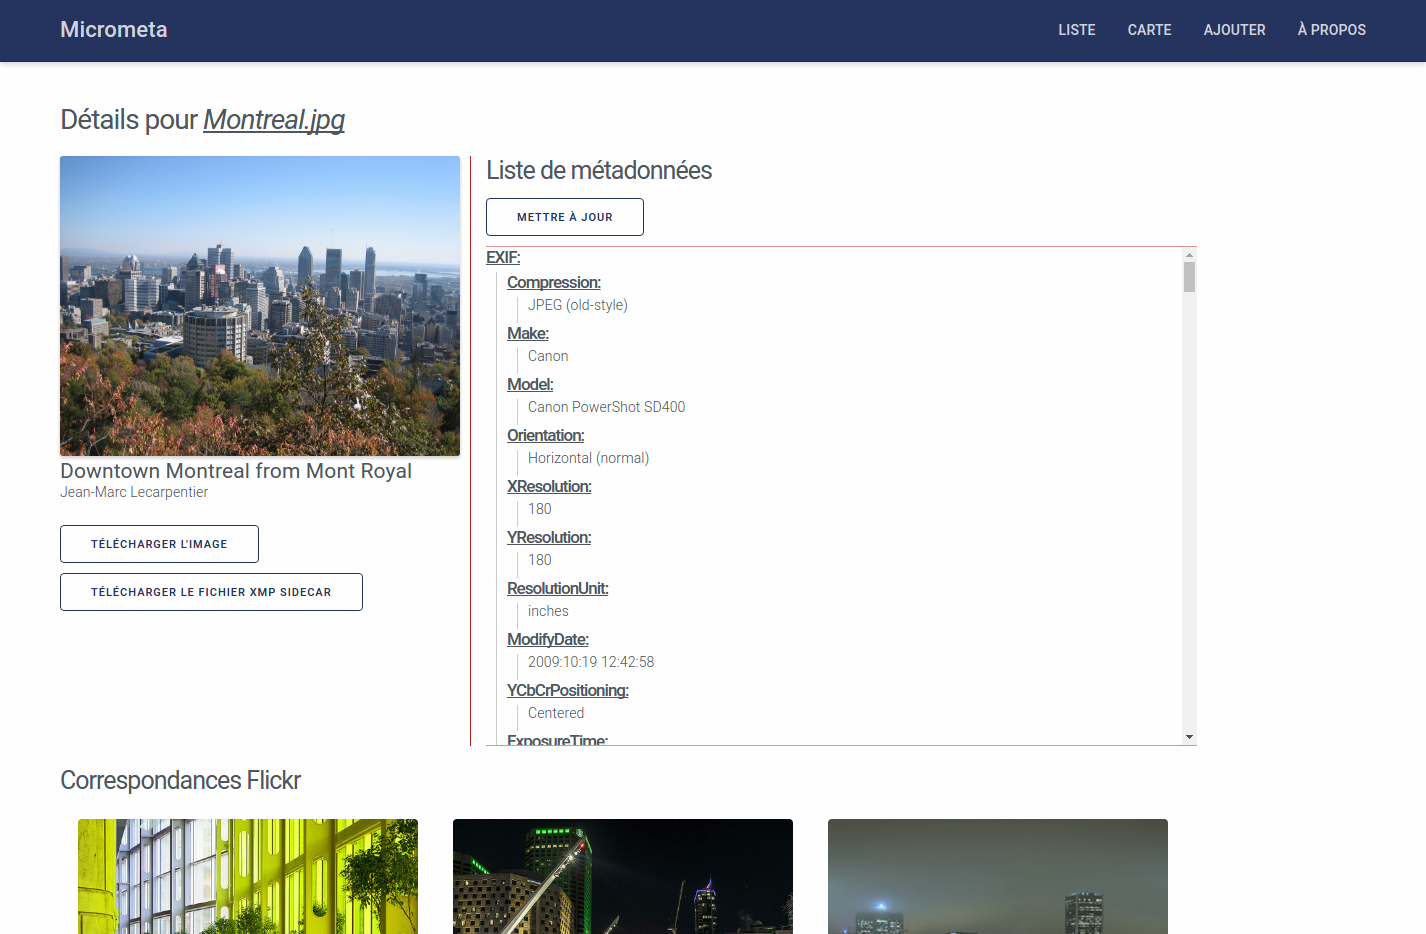 Micrometa
LISTE CARTE AJOUTER À PROPOS
Détails pour Montreal.jpg
Downtown Montreal from Mont Royal
Jean-Marc Lecarpentier
TÉLÉCHARGER L'IMAGE
TÉLÉCHARGER LE FICHIER XMP SIDECAR
Liste de métadonnées
METTRE À JOUR
EXIF:
Compression:
JPEG (old-style)
Make:
Canon
Model:
Canon PowerShot SD400
Orientation:
Horizontal (normal)
XResolution:
180
YResolution:
180
ResolutionUnit:
inches
ModifyDate:
2009:10:19 12:42:58
YCbCrPositioning:
Centered
ExposureTime:
Correspondances Flickr